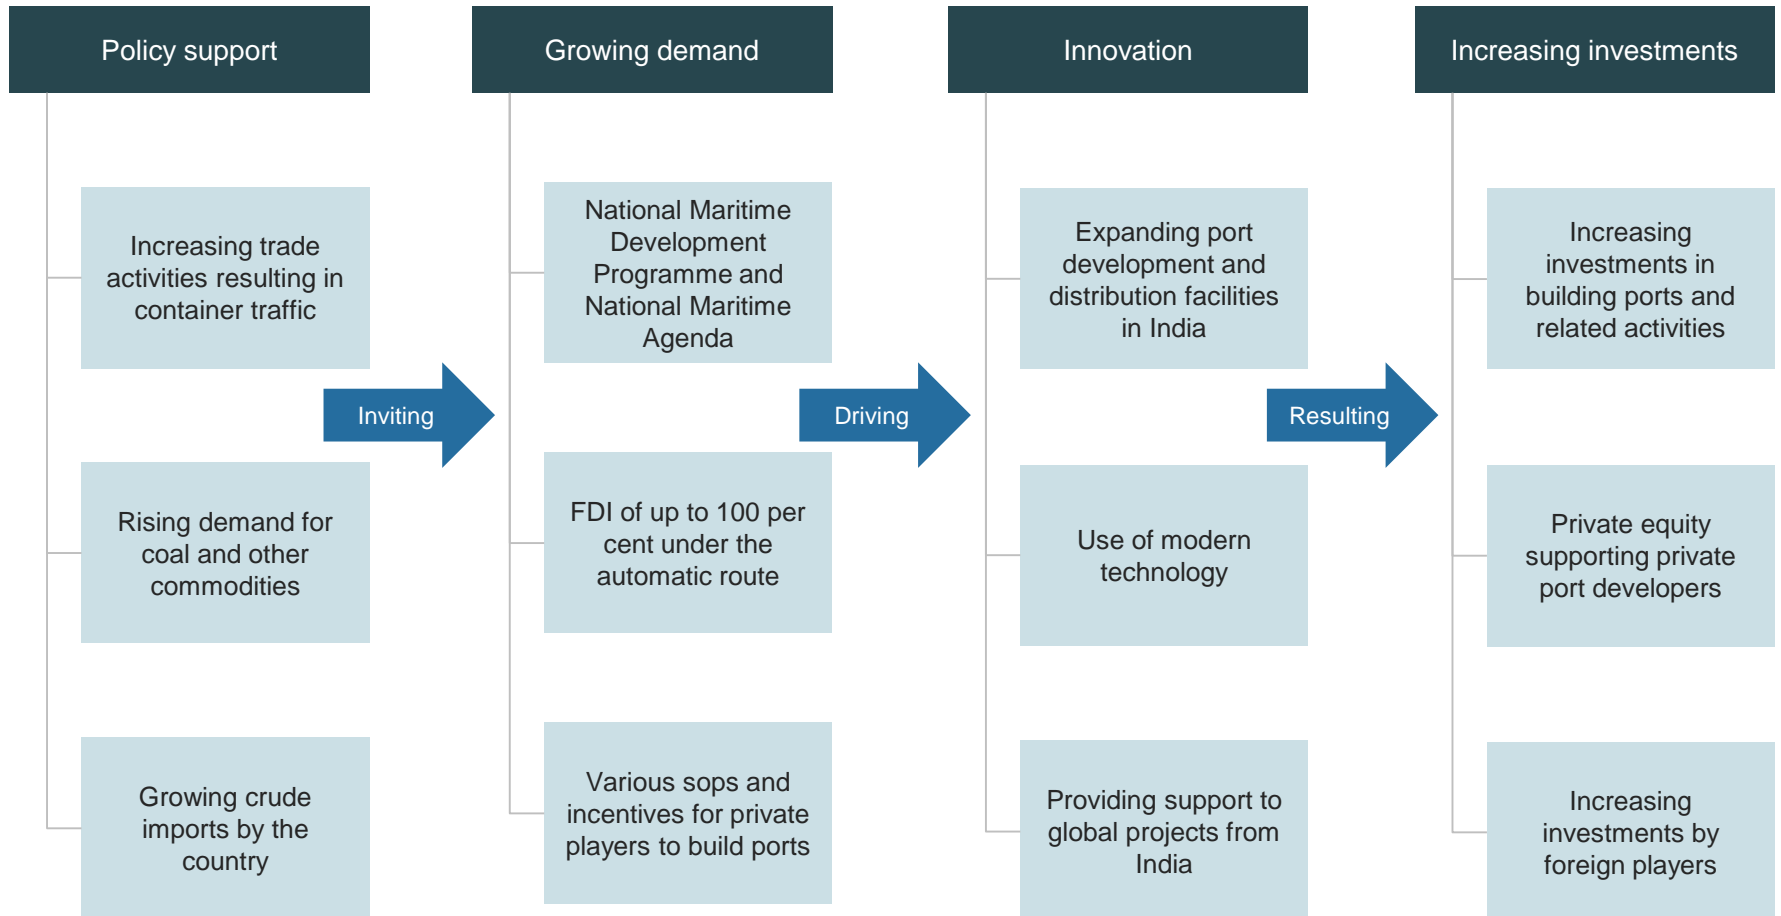 Policy support
Increasing trade
activities resulting in
container traffic
Rising demand for
coal and other
commodities
Growing crude
imports by the
country
Inviting
Growing demand
National Maritime
Development
Programme and
National Maritime
Agenda
FDI of up to 100 per
cent under the
automatic route
Various sops and
incentives for private
players to build ports
Driving
Innovation
Expanding port
development and
distribution facilities
in India
Use of modern
technology
Providing support to
global projects from
India
Resulting
Increasing investments
Increasing
investments in
building ports and
related activities
Private equity
supporting private
port developers
Increasing
investments by
foreign players